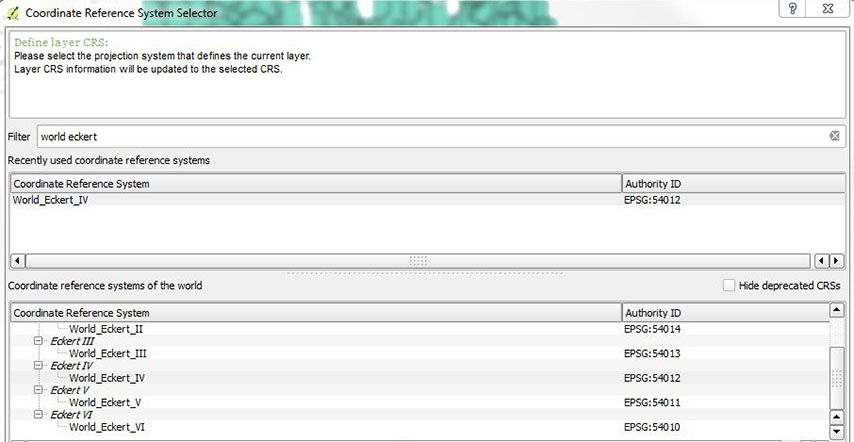 Coordinate Reference System Selector
Define layer CRS:
Please select the projection system that defines the current layer.
Layer CRS information will be updated to the selected CRS.
Filter world eckert
Recently used coordinate reference systems
Coordinate Reference System Authority ID
World_Eckert_IV EPSG:54012
Coordinate reference systems of the world Hide deprecated CRSs
Coordinate Reference System Authority ID
World_Eckert_II EPSG:54014
Eckert III
World_Eckert_III EPSG:54013
Eckert IV
World_Eckert_IV EPSG:54012
Eckert V
World_Eckert_V EPSG:54011
Eckert VI
World_Eckert_VI EPSG:54010